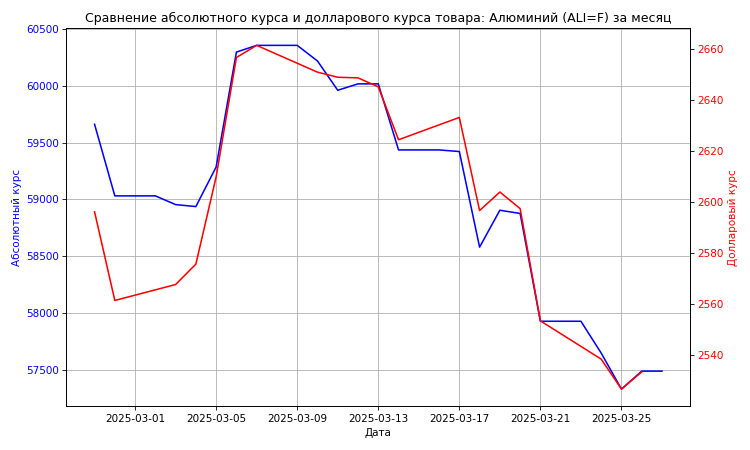 Сравнение абсолютного курса и долларового курса товара: Алюминий (ALI=F) за месяц
60500
60000
59500
59000
58500
58000
57500
Абсолютный курс
2660
2640
2620
2600
2580
2560
2540
Долларовый курс
2025-03-01 2025-03-05 2025-03-09 2025-03-13 2025-03-17 2025-03-21 2025-03-25
Дата